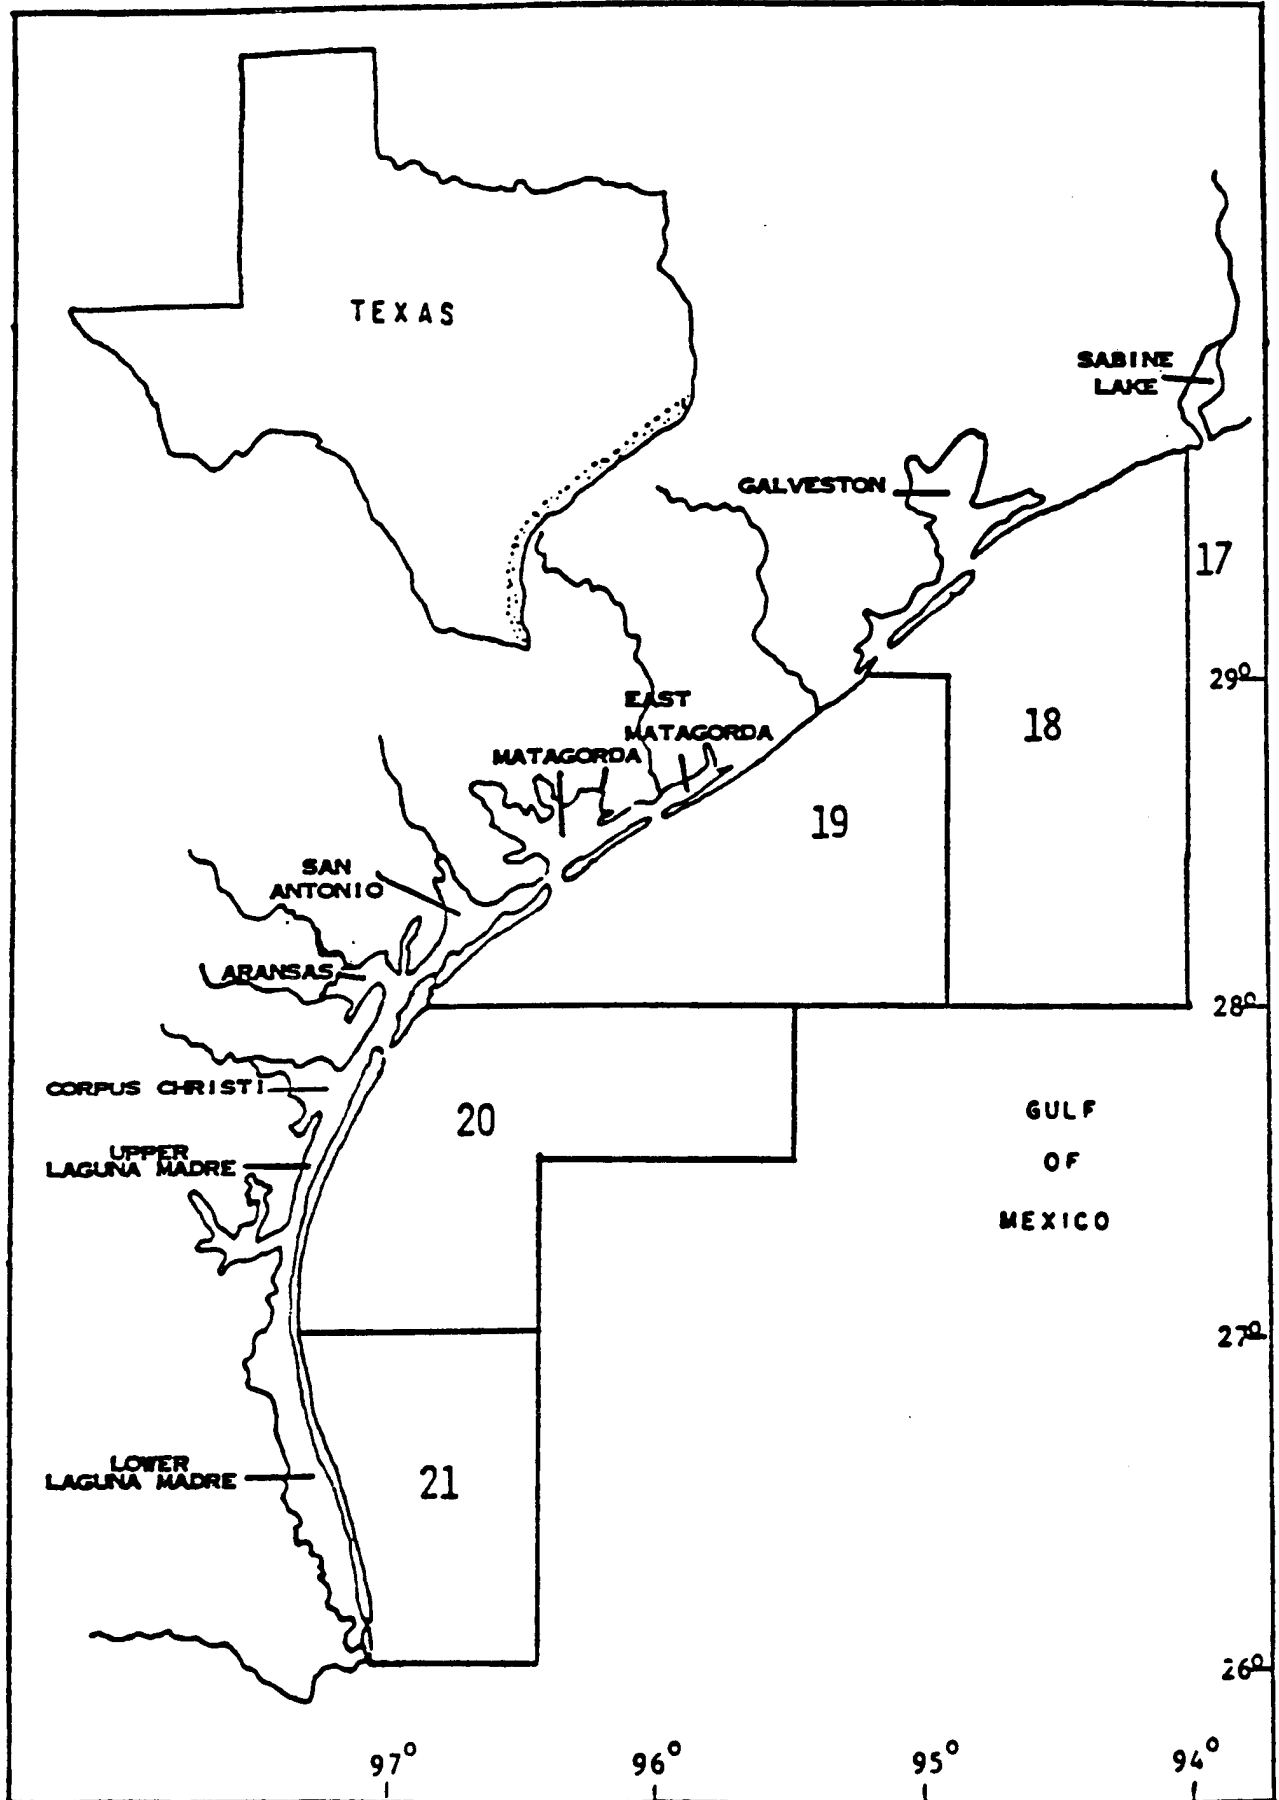 TEXAS
SABINE
LAKE
GALVESTON
17
29°
EAST
MATAGORDA
MATAGORDA
18
19
SAN
ANTONIO
ARANSAS
28°
CORPUS CHRISTI
20
GULF
OF
MEXICO
UPPER
LAGUNA MADRE
27°
LOWER
LAGUNA MADRE
21
26°
97°
96°
95°
94°